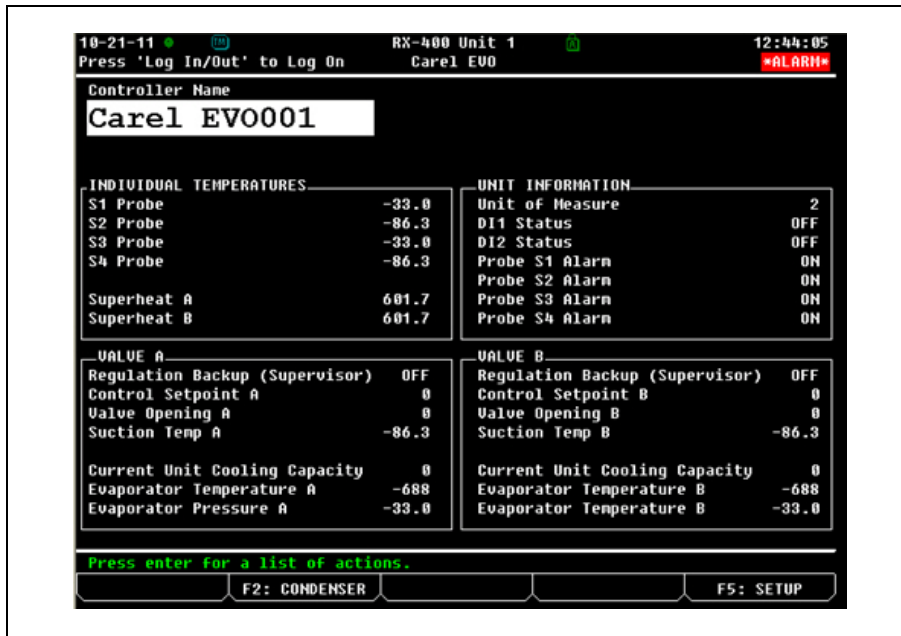 10-21-11 TM RX-400 Unit 1 A 12:44:05
Press 'Log In/Out' to Log On Carel EVO *ALARM*
Controller Name
Carel EVO001
INDIVIDUAL TEMPERATURES
S1 Probe -33.0
S2 Probe -86.3
S3 Probe -33.0
S4 Probe -86.3
Superheat A 601.7
Superheat B 601.7
UNIT INFORMATION
Unit of Measure 2
DI1 Status OFF
DI2 Status OFF
Probe S1 Alarm ON
Probe S2 Alarm ON
Probe S3 Alarm ON
Probe S4 Alarm ON
VALVE A
Regulation Backup (Supervisor) OFF
Control Setpoint A 0
Valve Opening A 0
Suction Temp A -86.3
Current Unit Cooling Capacity 0
Evaporator Temperature A -688
Evaporator Pressure A -33.0
VALVE B
Regulation Backup (Supervisor) OFF
Control Setpoint B 0
Valve Opening B 0
Suction Temp B -86.3
Current Unit Cooling Capacity 0
Evaporator Temperature B -688
Evaporator Temperature B -33.0
Press enter for a list of actions.
F2: CONDENSER F5: SETUP